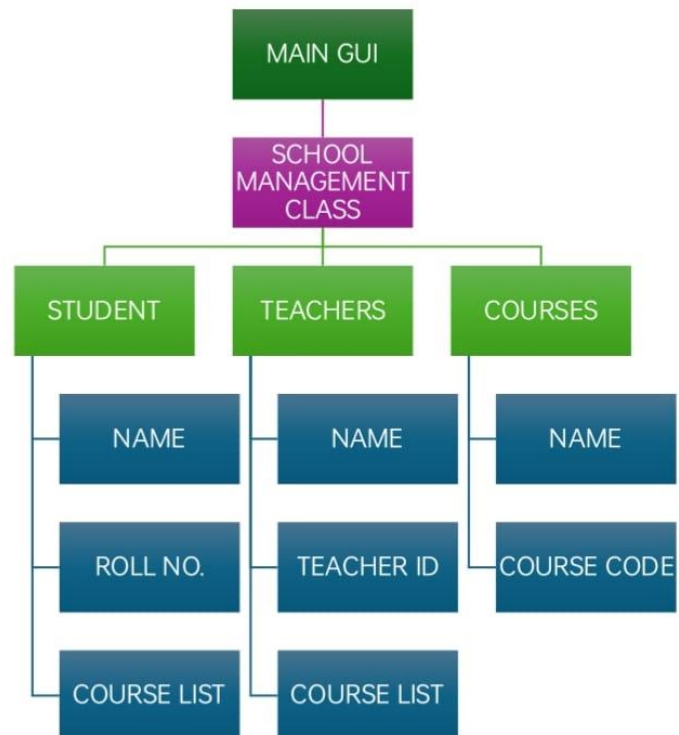 MAIN GUI
SCHOOL
MANAGEMENT
CLASS
STUDENT
TEACHERS
COURSES
NAME
NAME
NAME
ROLL NO.
TEACHER ID
COURSE CODE
COURSE LIST
COURSE LIST